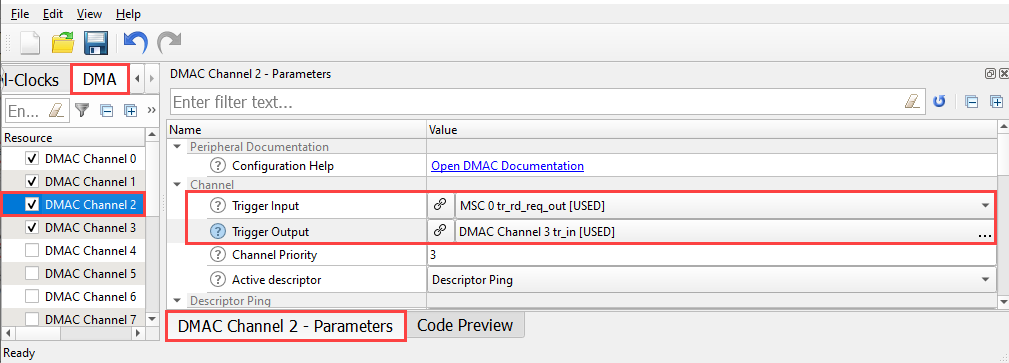 File Edit View Help
l-Clocks DMA
En...
Resource
DMAC Channel 0
DMAC Channel 1
DMAC Channel 2
DMAC Channel 3
DMAC Channel 4
DMAC Channel 5
DMAC Channel 6
DMAC Channel 7
DMAC Channel 2 - Parameters
Enter filter text...
Name Value
Peripheral Documentation
Configuration Help Open DMAC Documentation
Channel
Trigger Input MSC 0 tr_rd_req_out [USED]
Trigger Output DMAC Channel 3 tr_in [USED] ...
Channel Priority 3
Active descriptor Descriptor Ping
Descriptor Ping
DMAC Channel 2 - Parameters Code Preview
Ready